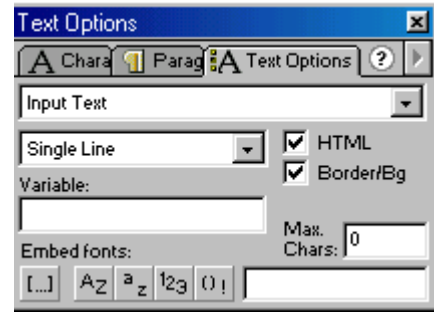 Text Options
A Chara Parag A Text Options ?
Input Text
Single Line
HTML
Border/Bg
Variable:
Max. Chars: 0
Embed fonts:
[...] AZ az 123 ()!